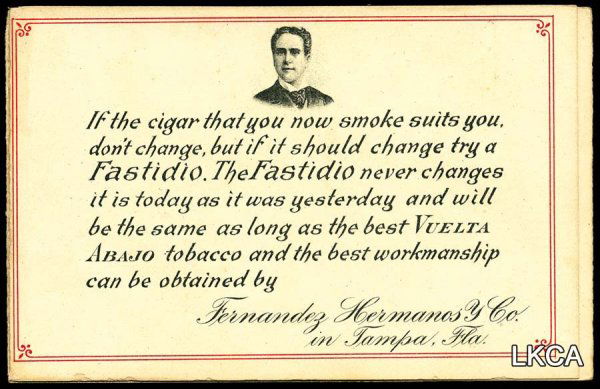 If the cigar that you now smoke suits you,
don't change, but if it should change try a
Fastidio. The Fastidio never changes
it is today as it was yesterday and will
be the same as long as the best VUELTA
ABAJO tobacco and the best workmanship
can be obtained by
Fernandez Hermanos Y Co.
in Tampa, Fla.
LKCA